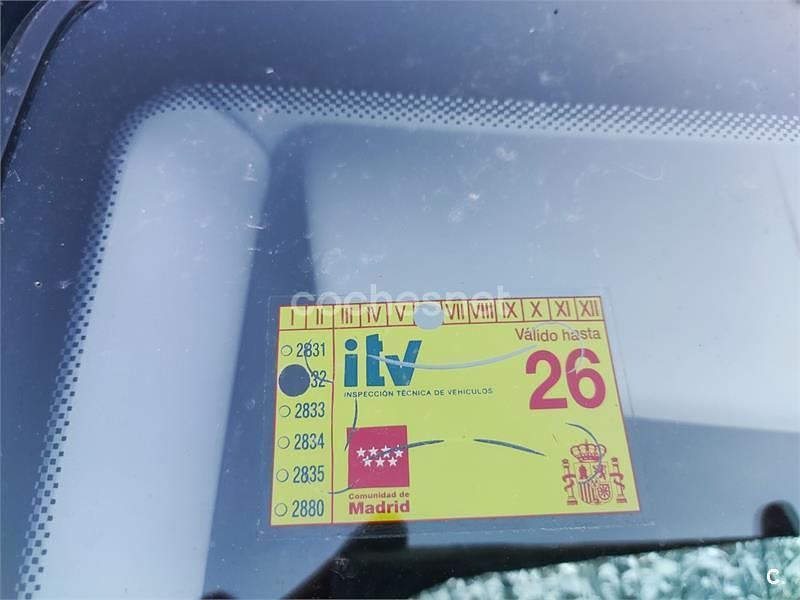 cochesnet
I II III IV V VII VIII IX X XI XII
Válido hasta
26
itv
INSPECCIÓN TÉCNICA DE VEHÍCULOS
2831
32
2833
2834
2835
2880
Comunidad de
Madrid
C.